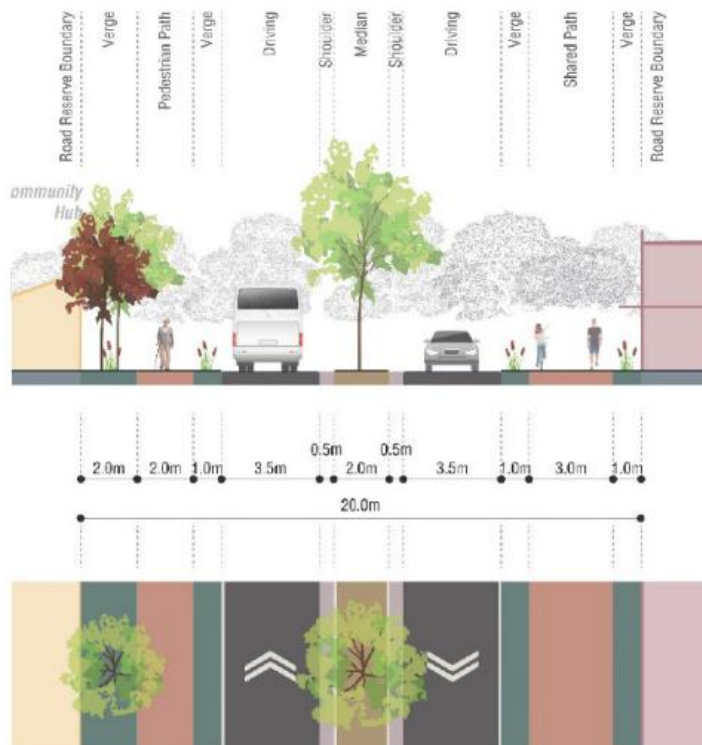 Road Reserve Boundary
Verge
Pedestrian Path
Verge
Driving
Shoulder
Median
Shoulder
Driving
Verge
Shared Path
Verge
Road Reserve Boundary
ommunity
Hub
0.5m 0.5m
2.0m 2.0m 1.0m 3.5m 2.0m 3.5m 1.0m 3.0m 1.0m
20.0m